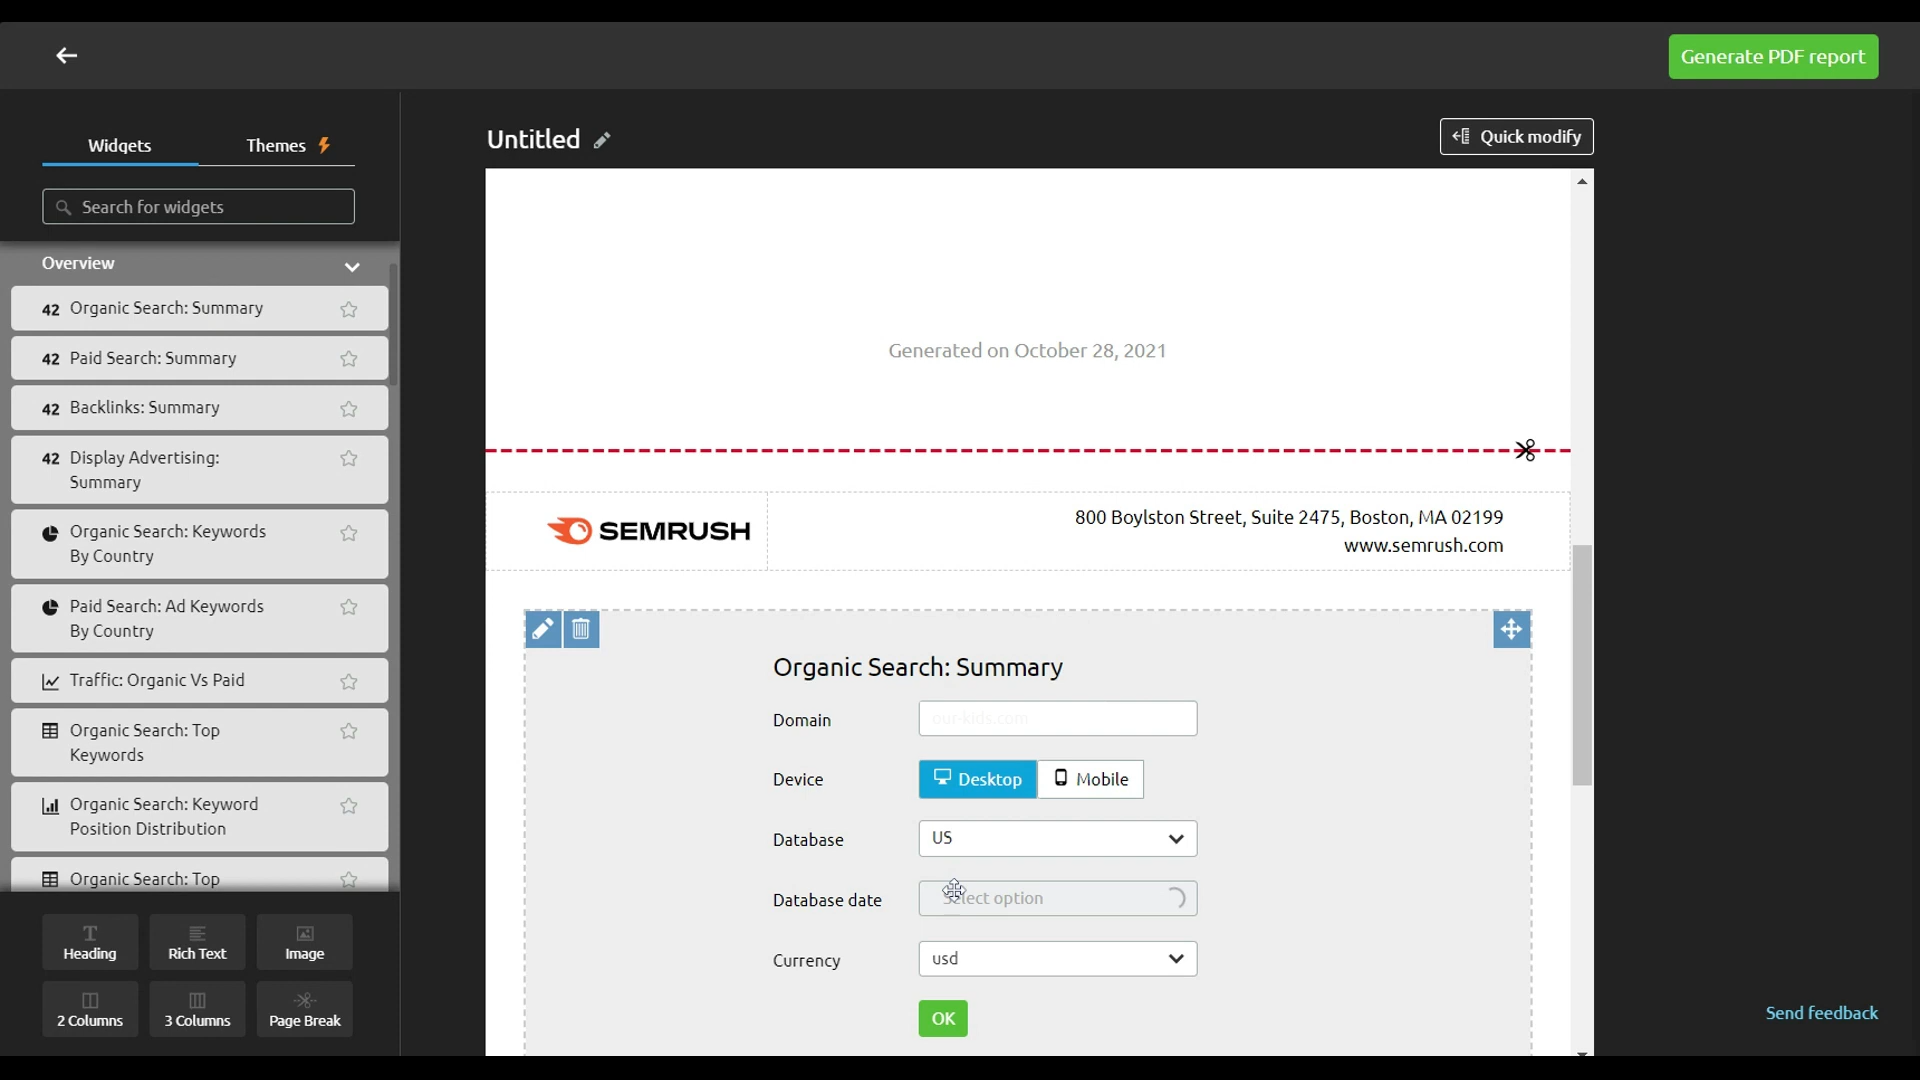 Generate PDF report
Widgets
Themes
Untitled
Quick modify
Search for widgets
Overview
42 Organic Search: Summary
42 Paid Search: Summary
42 Backlinks: Summary
42 Display Advertising:
Summary
Organic Search: Keywords
By Country
Paid Search: Ad Keywords
By Country
Traffic: Organic Vs Paid
Organic Search: Top
Keywords
Organic Search: Keyword
Position Distribution
Organic Search: Top
Heading
Rich Text
Image
2 Columns
3 Columns
Page Break
Generated on October 28, 2021
SEMRUSH
800 Boylston Street, Suite 2475, Boston, MA 02199
www.semrush.com
Organic Search: Summary
Domain
our-kids.com
Device
Desktop
Mobile
Database
US
Database date
Select option
Currency
usd
OK
Send feedback